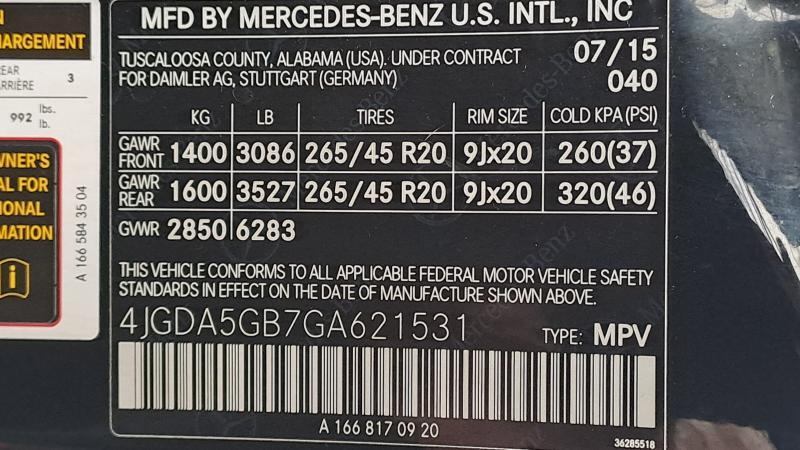 N
ARGEMENT
EAR
RRIÈRE 3
992 lbs.
lb.
WNER'S
AL FOR
IONAL
MATION
i
A 166 584 35 04
MFD BY MERCEDES-BENZ U.S. INTL., INC
TUSCALOOSA COUNTY, ALABAMA (USA). UNDER CONTRACT
FOR DAIMLER AG, STUTTGART (GERMANY)
07/15
040
KG LB TIRES RIM SIZE COLD KPA (PSI)
GAWR FRONT 1400 3086 265/45 R20 9Jx20 260(37)
GAWR REAR 1600 3527 265/45 R20 9Jx20 320(46)
GVWR 2850 6283
THIS VEHICLE CONFORMS TO ALL APPLICABLE FEDERAL MOTOR VEHICLE SAFETY
STANDARDS IN EFFECT ON THE DATE OF MANUFACTURE SHOWN ABOVE.
4JGDA5GB7GA621531 TYPE: MPV
A 166 817 09 20
36285518